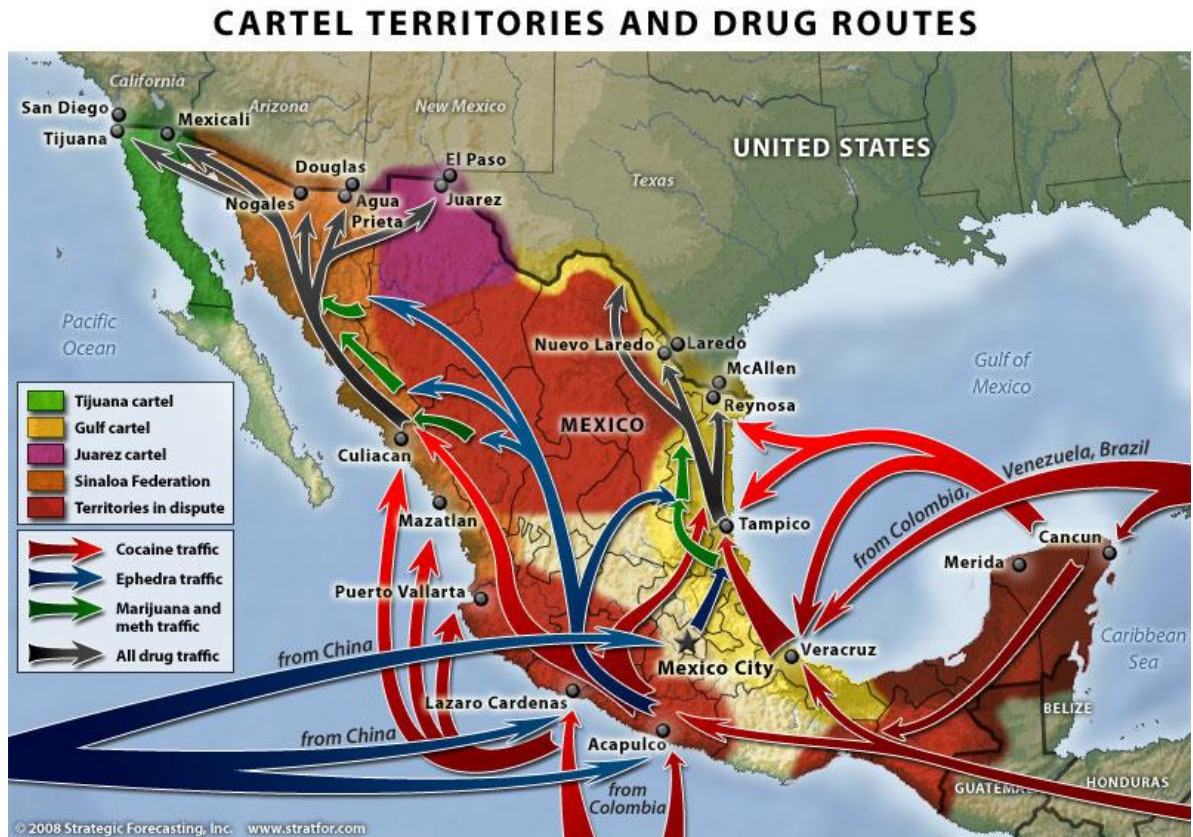 CARTEL TERRITORIES AND DRUG ROUTES
California
San Diego
Arizona
New Mexico
Mexicali
Tijuana
UNITED STATES
El Paso
Douglas
Texas
Nogales
Agua
Prieta
Juarez
Pacific
Ocean
Nuevo Laredo
Laredo
Gulf of
Mexico
McAllen
Reynosa
Tijuana cartel
Gulf cartel
Juarez cartel
Sinaloa Federation
Territories in dispute
MEXICO
Culiacan
Mazatlan
from Colombia, Venezuela, Brazil
Tampico
Cancun
Merida
Cocaine traffic
Ephedra traffic
Marijuana and
meth traffic
All drug traffic
Puerto Vallarta
from China
Mexico City
Veracruz
Caribbean
Sea
Lazaro Cardenas
BELIZE
from China
Acapulco
from
Colombia
GUATEMALA
HONDURAS
© 2008 Strategic Forecasting, Inc. www.stratfor.com